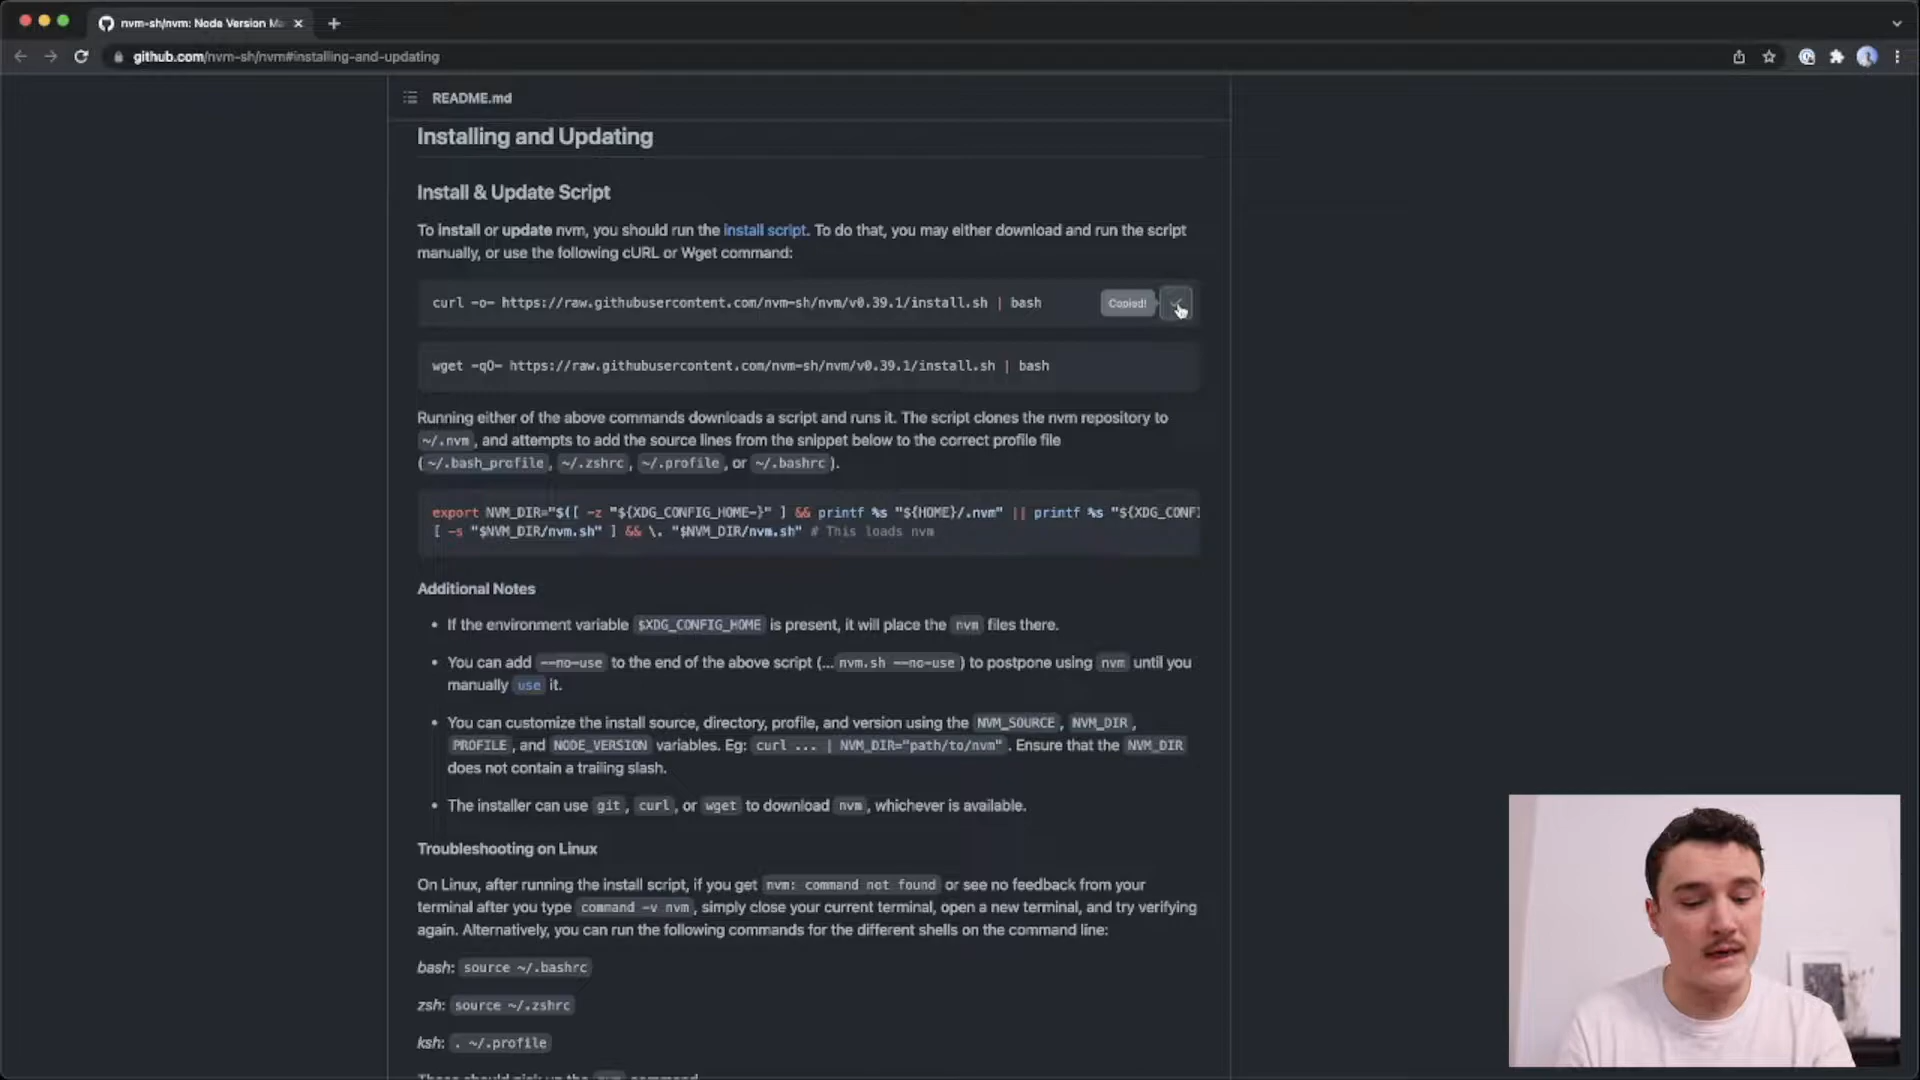 nvm-sh/nvm: Node Version Ma
github.com/nvm-sh/nvm#installing-and-updating
README.md
Installing and Updating
Install & Update Script
To install or update nvm, you should run the install script. To do that, you may either download and run the script
manually, or use the following cURL or Wget command:
curl -o- https://raw.githubusercontent.com/nvm-sh/nvm/v0.39.1/install.sh | bash
Copied!
wget -qO- https://raw.githubusercontent.com/nvm-sh/nvm/v0.39.1/install.sh | bash
Running either of the above commands downloads a script and runs it. The script clones the nvm repository to
~/.nvm, and attempts to add the source lines from the snippet below to the correct profile file
(~/.bash_profile, ~/.zshrc, ~/.profile, or ~/.bashrc).
export NVM_DIR="$([ -z "${XDG_CONFIG_HOME-}" ] && printf %s "${HOME}/.nvm" || printf %s "${XDG_CONFI
[ -s "$NVM_DIR/nvm.sh" ] && \. "$NVM_DIR/nvm.sh" # This loads nvm
Additional Notes
• If the environment variable $XDG_CONFIG_HOME is present, it will place the nvm files there.
• You can add --no-use to the end of the above script (... nvm.sh --no-use) to postpone using nvm until you
manually use it.
• You can customize the install source, directory, profile, and version using the NVM_SOURCE, NVM_DIR,
PROFILE, and NODE_VERSION variables. Eg: curl ... | NVM_DIR="path/to/nvm". Ensure that the NVM_DIR
does not contain a trailing slash.
• The installer can use git, curl, or wget to download nvm, whichever is available.
Troubleshooting on Linux
On Linux, after running the install script, if you get nvm: command not found or see no feedback from your
terminal after you type command -v nvm, simply close your current terminal, open a new terminal, and try verifying
again. Alternatively, you can run the following commands for the different shells on the command line:
bash: source ~/.bashrc
zsh: source ~/.zshrc
ksh: . ~/.profile